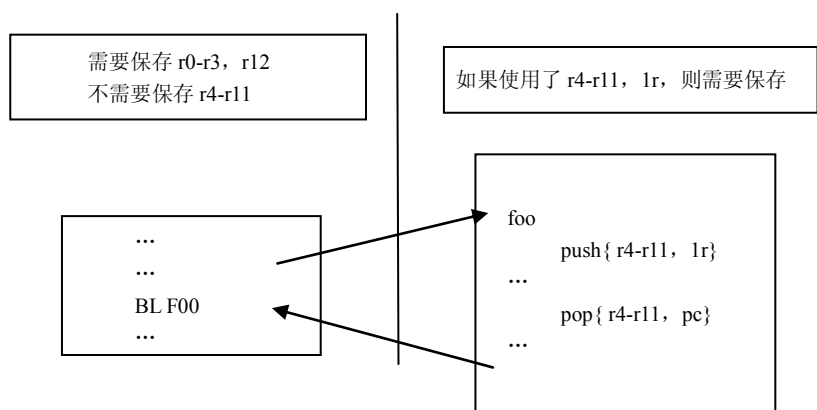 需要保存 r0-r3，r12
不需要保存 r4-r11
如果使用了 r4-r11，1r，则需要保存
…
…
BL F00
…
foo
push{ r4-r11，1r}
…
pop{ r4-r11，pc}
…